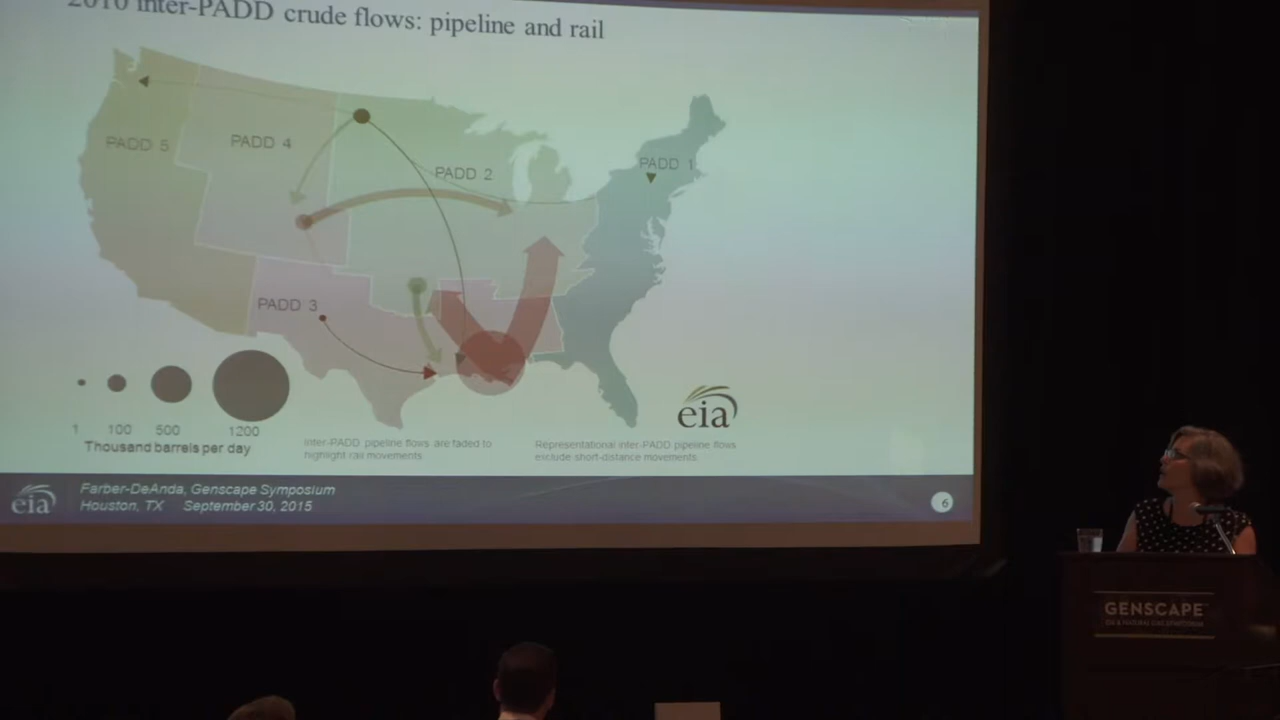 2010 inter-PADD crude flows: pipeline and rail
PADD 5
PADD 4
PADD 2
PADD 1
PADD 3
1 100 500 1200
Thousand barrels per day
Inter-PADD pipeline flows are faded to
highlight rail movements
Representational inter-PADD pipeline flows
exclude short-distance movements.
eia
eia
Farber-DeAnda, Genscape Symposium
Houston, TX September 30, 2015
6
GENSCAPE